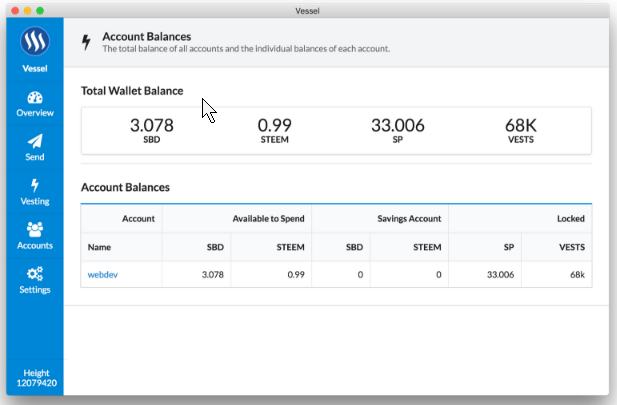 Vessel
Vessel
Overview
Send
Vesting
Accounts
Settings
Height
12079420
Account Balances
The total balance of all accounts and the individual balances of each account.
Total Wallet Balance
3.078 0.99 33.006 68K
SBD STEEM SP VESTS
Account Balances
Account Available to Spend Savings Account Locked
Name SBD STEEM SBD STEEM SP VESTS
webdev 3.078 0.99 0 0 33.006 68k